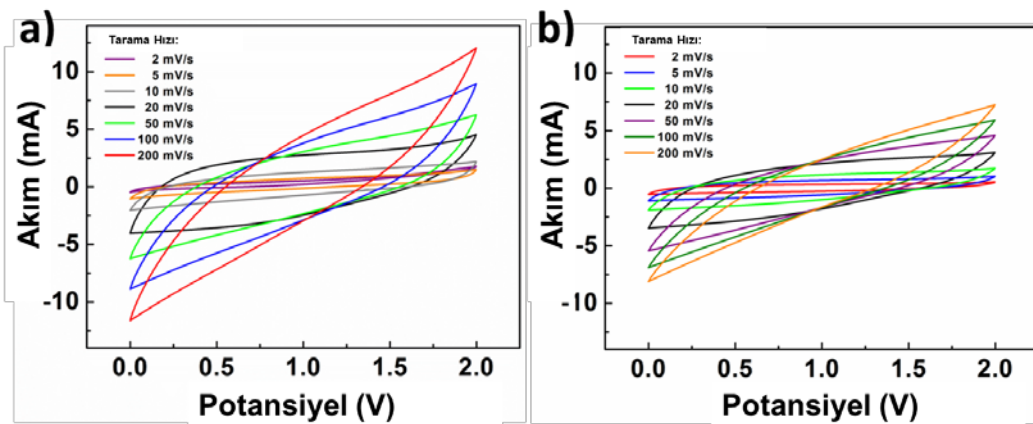 a)
Tarama Hızı:
2 mV/s
5 mV/s
10 mV/s
20 mV/s
50 mV/s
100 mV/s
200 mV/s
Akım (mA)
10
5
0
-5
-10
0.0 0.5 1.0 1.5 2.0
Potansiyel (V)
b)
Tarama Hızı:
2 mV/s
5 mV/s
10 mV/s
20 mV/s
50 mV/s
100 mV/s
200 mV/s
Akım (mA)
10
5
0
-5
-10
0.0 0.5 1.0 1.5 2.0
Potansiyel (V)